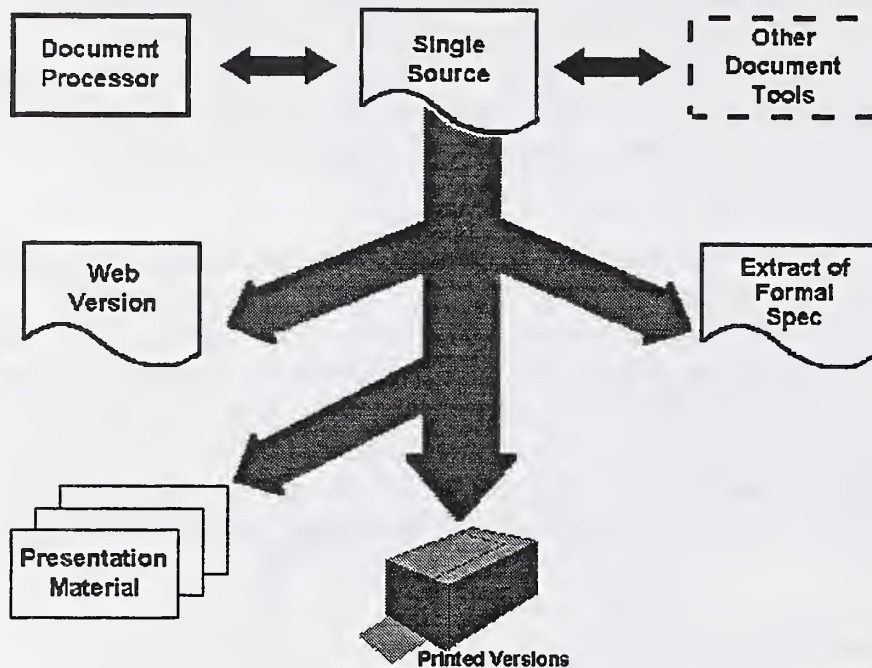 Document
Processor
Single
Source
Other
Document
Tools
Web
Version
Extract of
Formal
Spec
Presentation
Material
Printed Versions